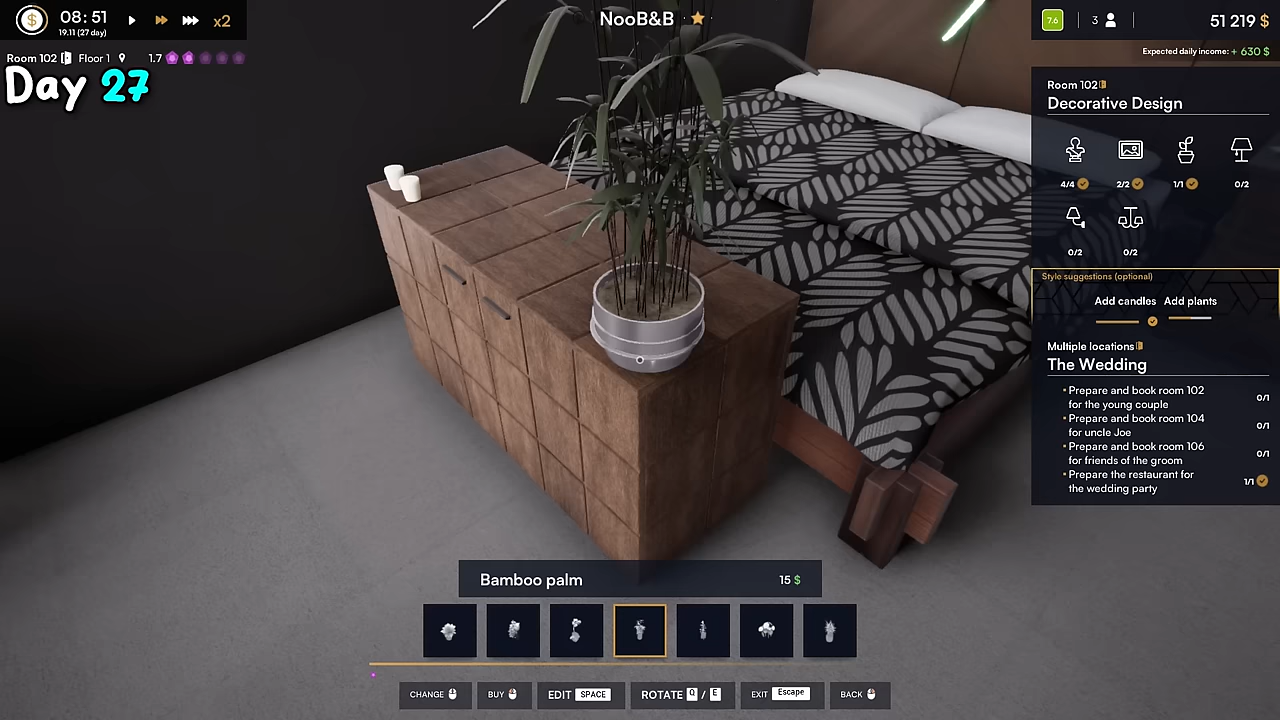 08:51
19.11 (27 day)
x2
NooB&B
7.6
3
51 219 $
Expected daily income: + 630 $
Room 102 Floor 1 1.7
Day 27
Room 102
Decorative Design
4/4 2/2 1/1 0/2
0/2 0/2
Style suggestions (optional)
Add candles Add plants
Multiple locations
The Wedding
• Prepare and book room 102
for the young couple 0/1
• Prepare and book room 104
for uncle Joe 0/1
• Prepare and book room 106
for friends of the groom 0/1
• Prepare the restaurant for
the wedding party 1/1
Bamboo palm 15 $
CHANGE BUY EDIT SPACE ROTATE Q / E EXIT Escape BACK